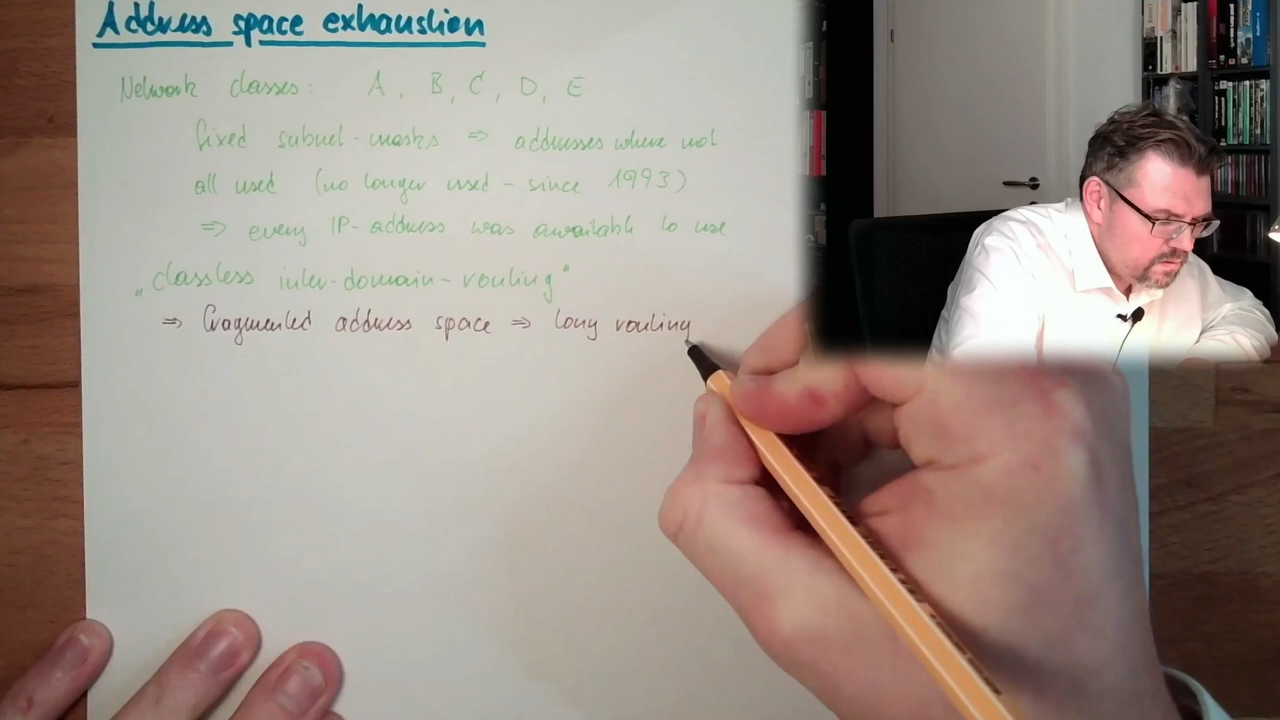 Address space exhaustion
Network classes: A, B, C, D, E
fixed subnet-masks ⇒ addresses where not
all used (no longer used - since 1993)
⇒ every IP-address was available to use
„classless inter-domain-routing"
⇒ fragmented address space ⇒ long routing